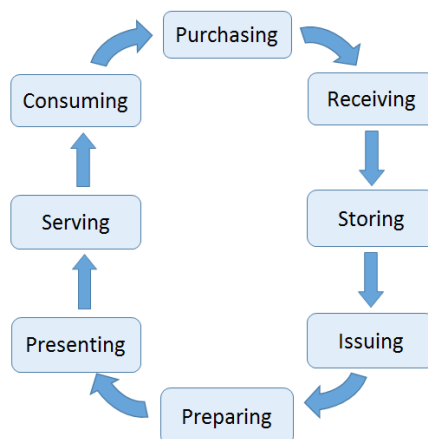 Purchasing
Receiving
Storing
Issuing
Preparing
Presenting
Serving
Consuming